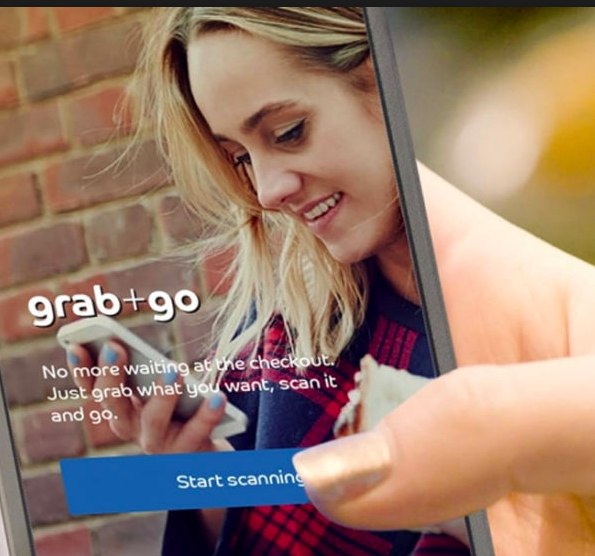 grab+go
No more waiting at the checkout.
Just grab what you want, scan it
and go.
Start scanning